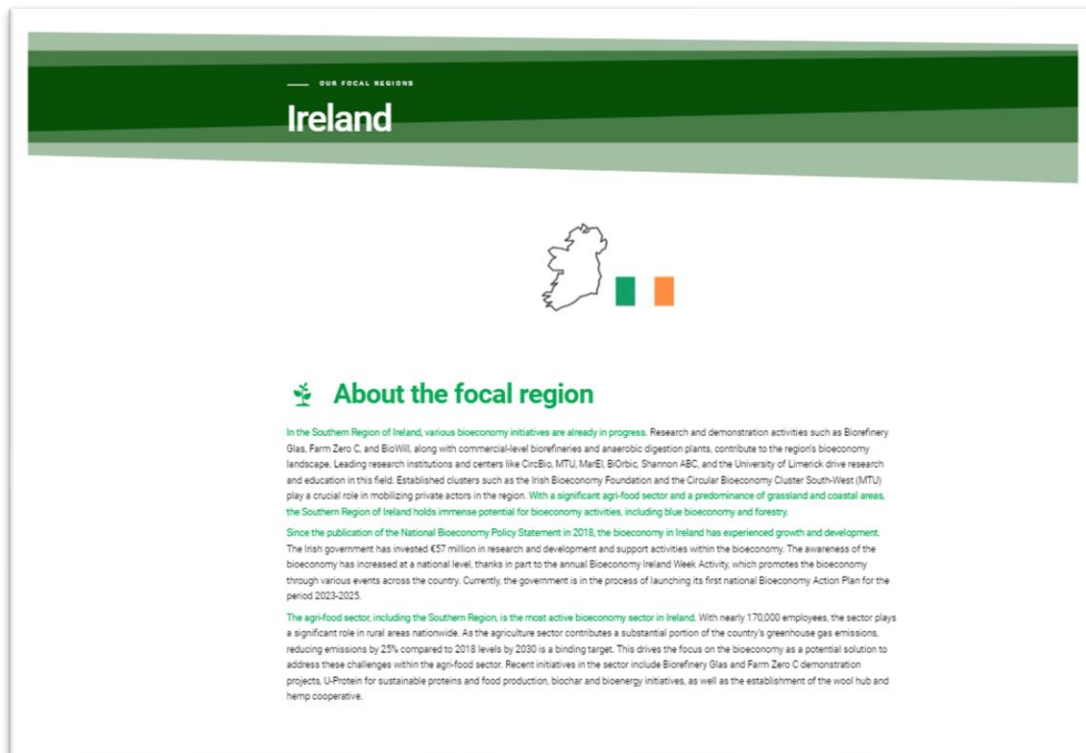 OUR FOCAL REGIONS
Ireland
About the focal region
In the Southern Region of Ireland, various bioeconomy initiatives are already in progress. Research and demonstration activities such as Biorefinery
Glas, Farm Zero C, and BioWill, along with commercial-level biorefineries and anaerobic digestion plants, contribute to the region's bioeconomy
landscape. Leading research institutions and centers like CircBio, MTU, MarEI, BiOrbic, Shannon ABC, and the University of Limerick drive research
and education in this field. Established clusters such as the Irish Bioeconomy Foundation and the Circular Bioeconomy Cluster South-West (MTU)
play a crucial role in mobilizing private actors in the region. With a significant agri-food sector and a predominance of grassland and coastal areas,
the Southern Region of Ireland holds immense potential for bioeconomy activities, including blue bioeconomy and forestry.
Since the publication of the National Bioeconomy Policy Statement in 2018, the bioeconomy in Ireland has experienced growth and development.
The Irish government has invested €57 million in research and development and support activities within the bioeconomy. The awareness of the
bioeconomy has increased at a national level, thanks in part to the annual Bioeconomy Ireland Week Activity, which promotes the bioeconomy
through various events across the country. Currently, the government is in the process of launching its first national Bioeconomy Action Plan for the
period 2023-2025.
The agri-food sector, including the Southern Region, is the most active bioeconomy sector in Ireland. With nearly 170,000 employees, the sector plays
a significant role in rural areas nationwide. As the agriculture sector contributes a substantial portion of the country's greenhouse gas emissions,
reducing emissions by 25% compared to 2018 levels by 2030 is a binding target. This drives the focus on the bioeconomy as a potential solution to
address these challenges within the agri-food sector. Recent initiatives in the sector include Biorefinery Glas and Farm Zero C demonstration
projects, U-Protein for sustainable proteins and food production, biochar and bioenergy initiatives, as well as the establishment of the wool hub and
hemp cooperative.